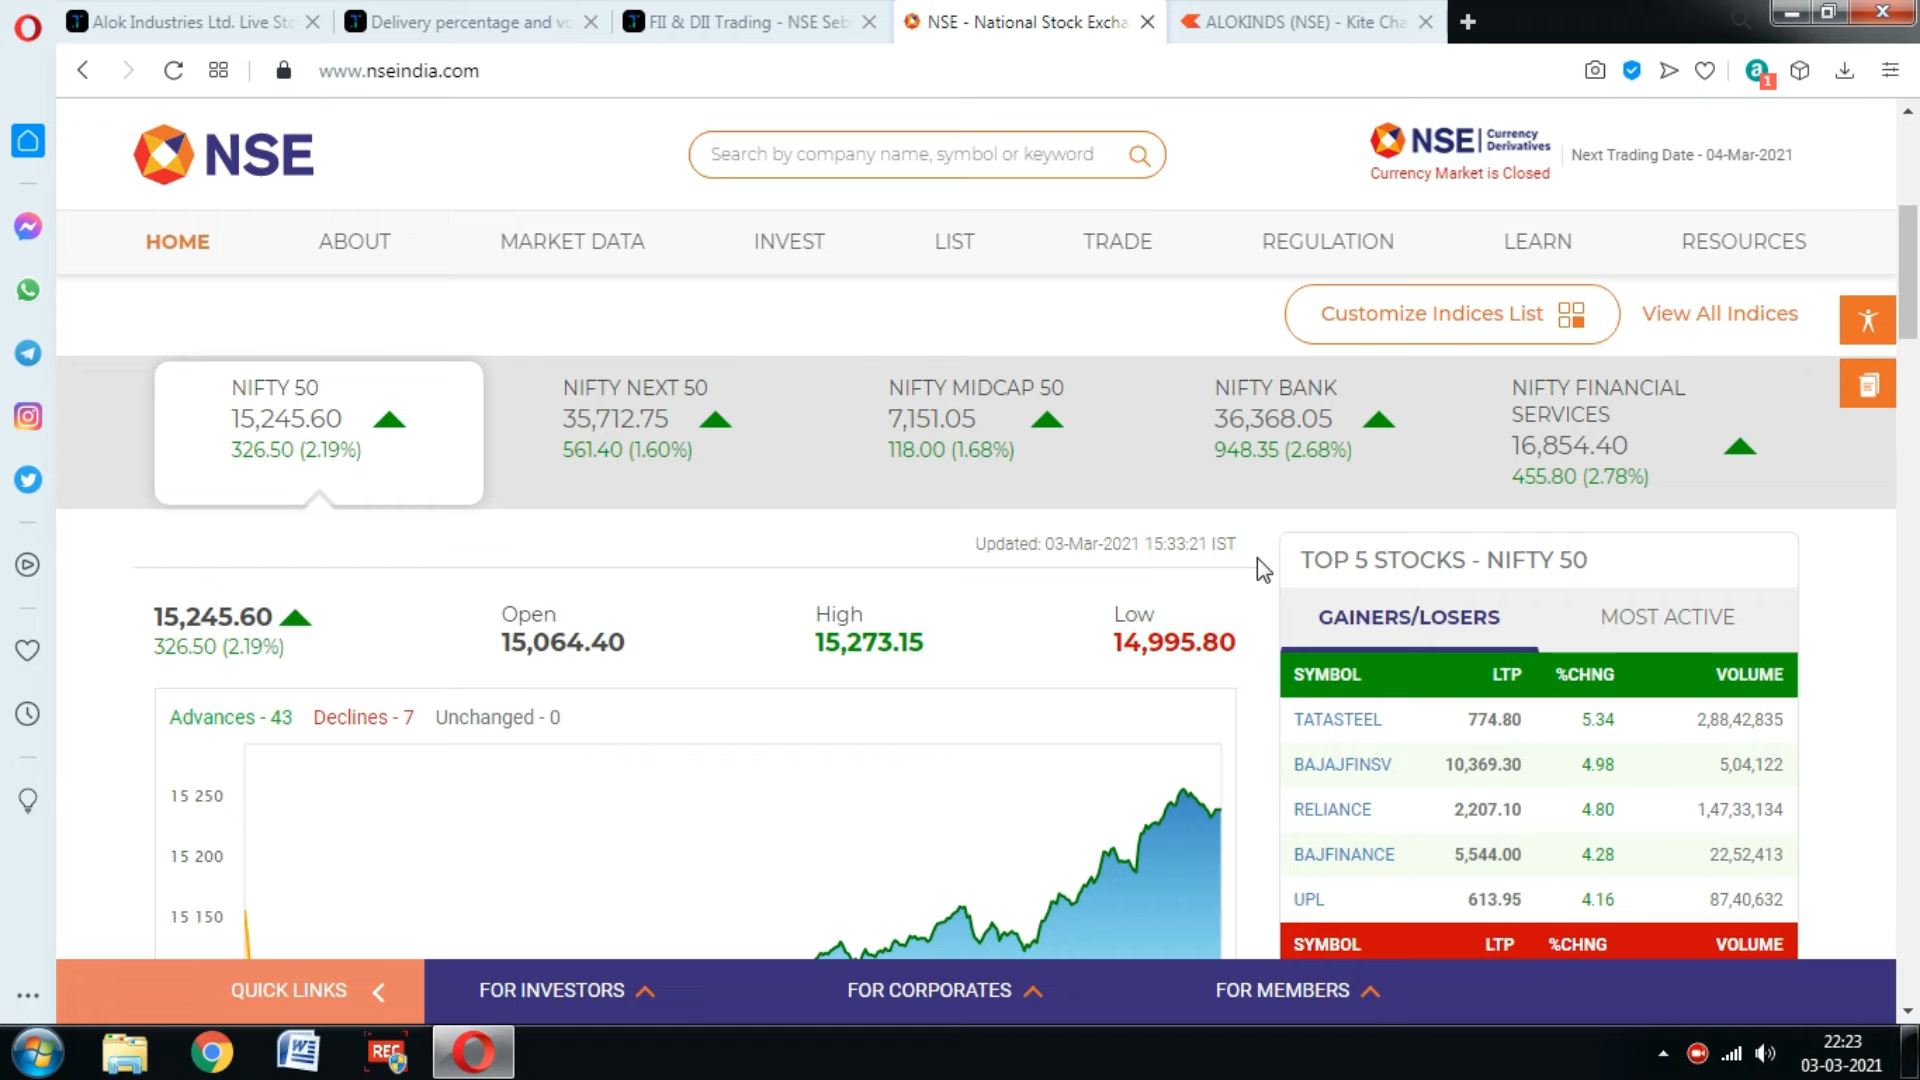 Alok Industries Ltd. Live Sto
Delivery percentage and vo
FII & DII Trading - NSE Seb
NSE - National Stock Excha
ALOKINDS (NSE) - Kite Cha
www.nseindia.com
a
1
NSE
Search by company name, symbol or keyword
NSE Currency Derivatives
Currency Market is Closed
Next Trading Date - 04-Mar-2021
HOME ABOUT MARKET DATA INVEST LIST TRADE REGULATION LEARN RESOURCES
Customize Indices List
View All Indices
NIFTY 50
15,245.60
326.50 (2.19%)
NIFTY NEXT 50
35,712.75
561.40 (1.60%)
NIFTY MIDCAP 50
7,151.05
118.00 (1.68%)
NIFTY BANK
36,368.05
948.35 (2.68%)
NIFTY FINANCIAL
SERVICES
16,854.40
455.80 (2.78%)
Updated: 03-Mar-2021 15:33:21 IST
15,245.60
326.50 (2.19%)
Open
15,064.40
High
15,273.15
Low
14,995.80
Advances - 43 Declines - 7 Unchanged - 0
15 250
15 200
15 150
TOP 5 STOCKS - NIFTY 50
GAINERS/LOSERS MOST ACTIVE
SYMBOL LTP %CHNG VOLUME
TATASTEEL 774.80 5.34 2,88,42,835
BAJAJFINSV 10,369.30 4.98 5,04,122
RELIANCE 2,207.10 4.80 1,47,33,134
BAJFINANCE 5,544.00 4.28 22,52,413
UPL 613.95 4.16 87,40,632
SYMBOL LTP %CHNG VOLUME
QUICK LINKS FOR INVESTORS FOR CORPORATES FOR MEMBERS
REC
22:23
03-03-2021